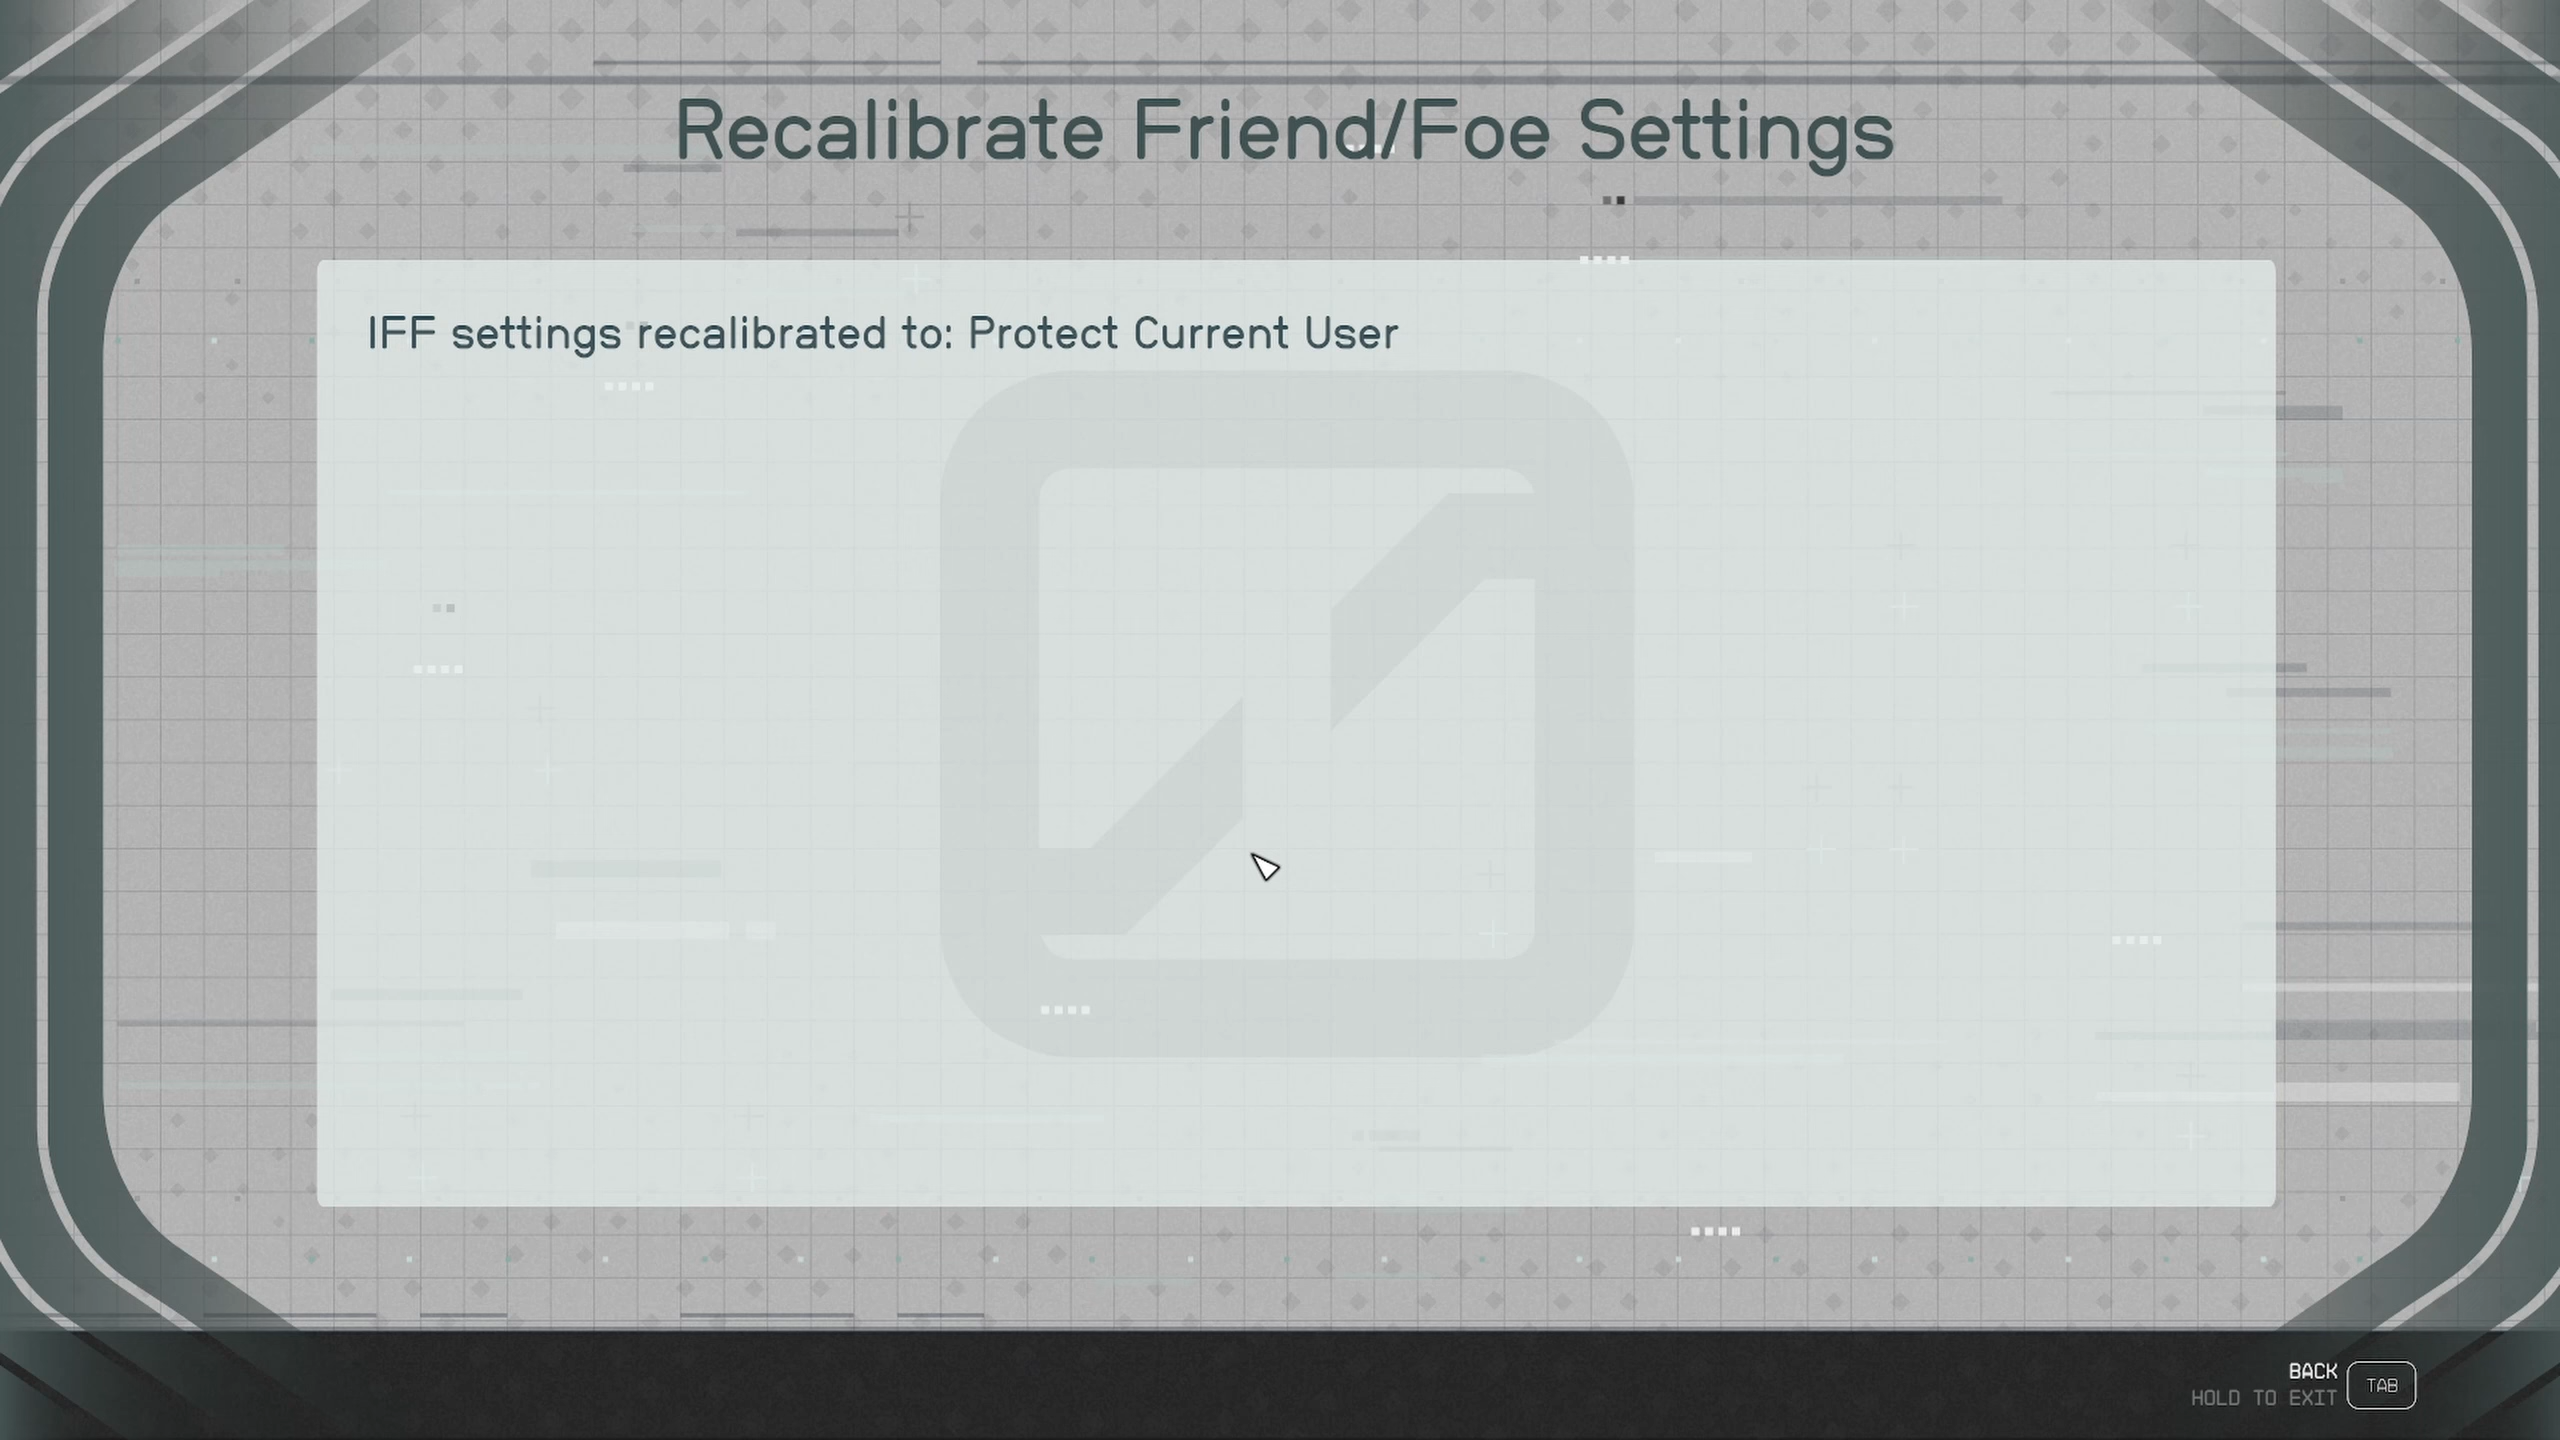 Recalibrate Friend/Foe Settings
IFF settings recalibrated to: Protect Current User
BACK
HOLD TO EXIT
TAB